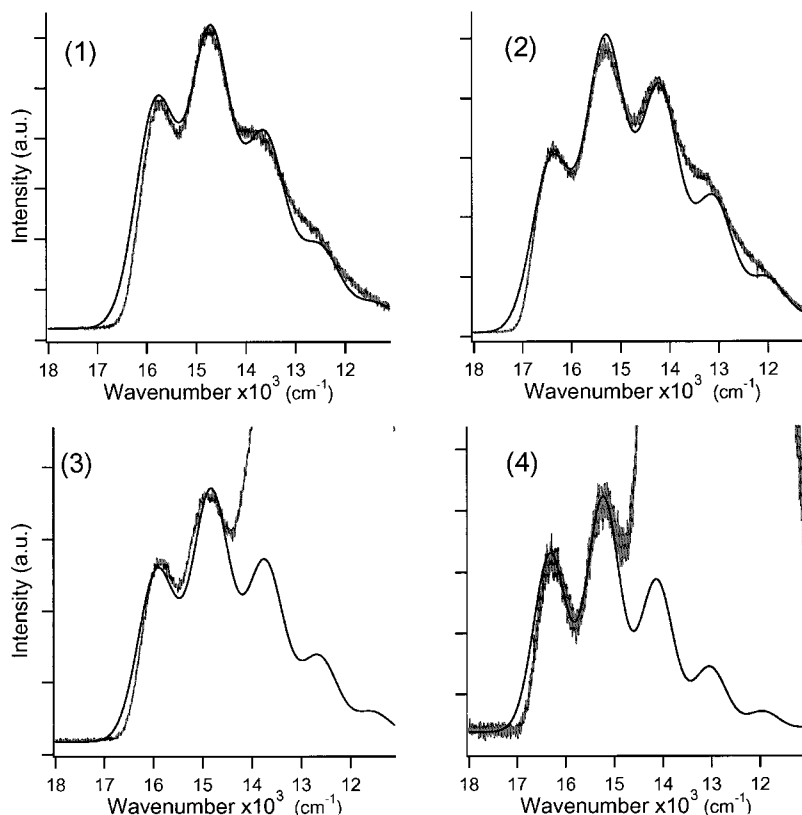 (1)
Intensity (a.u.)
18 17 16 15 14 13 12
Wavenumber x10³ (cm⁻¹)
(2)
18 17 16 15 14 13 12
Wavenumber x10³ (cm⁻¹)
(3)
Intensity (a.u.)
18 17 16 15 14 13 12
Wavenumber x10³ (cm⁻¹)
(4)
18 17 16 15 14 13 12
Wavenumber x10³ (cm⁻¹)